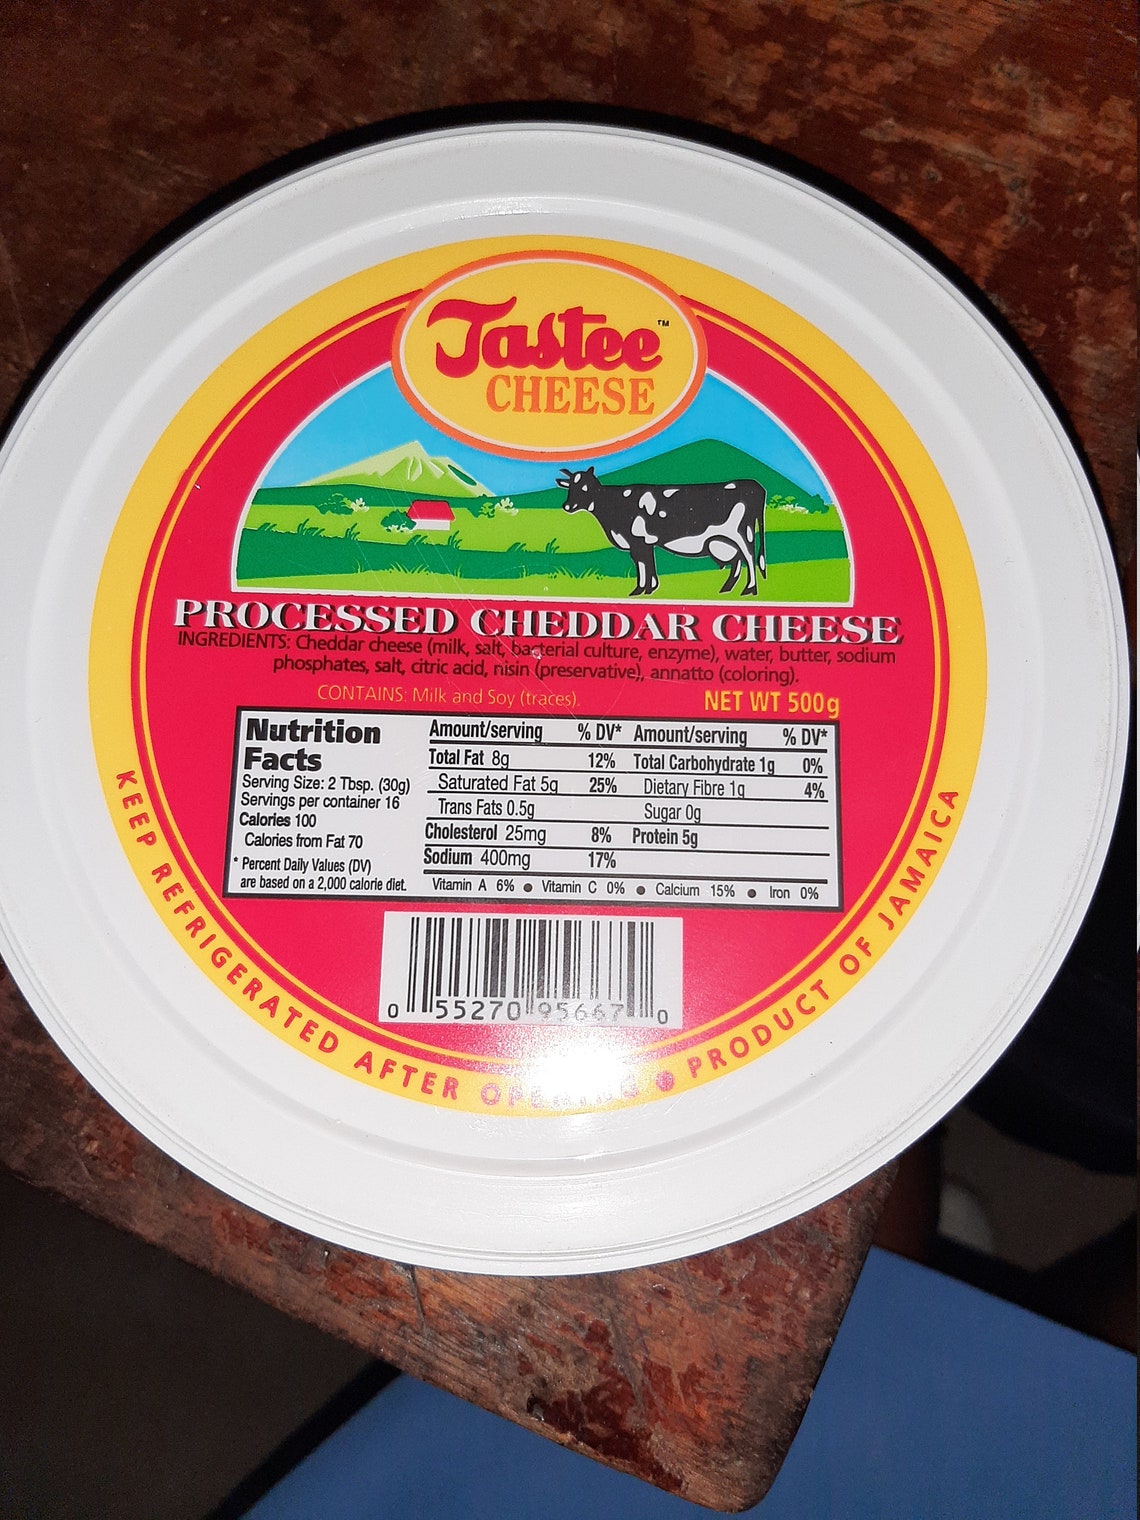 Tastee™
CHEESE
PROCESSED CHEDDAR CHEESE
INGREDIENTS: Cheddar cheese (milk, salt, bacterial culture, enzyme), water, butter, sodium
phosphates, salt, citric acid, nisin (preservative), annatto (coloring).
CONTAINS: Milk and Soy (traces).
NET WT 500g
Nutrition
Facts
Serving Size: 2 Tbsp. (30g)
Servings per container 16
Calories 100
Calories from Fat 70
* Percent Daily Values (DV)
are based on a 2,000 calorie diet.
Amount/serving % DV* Amount/serving % DV*
Total Fat 8g 12% Total Carbohydrate 1g 0%
Saturated Fat 5g 25% Dietary Fibre 1g 4%
Trans Fats 0.5g Sugar 0g
Cholesterol 25mg 8% Protein 5g
Sodium 400mg 17%
Vitamin A 6% ● Vitamin C 0% ● Calcium 15% ● Iron 0%
0 55270 95667 0
KEEP REFRIGERATED AFTER OPENING ● PRODUCT OF JAMAICA